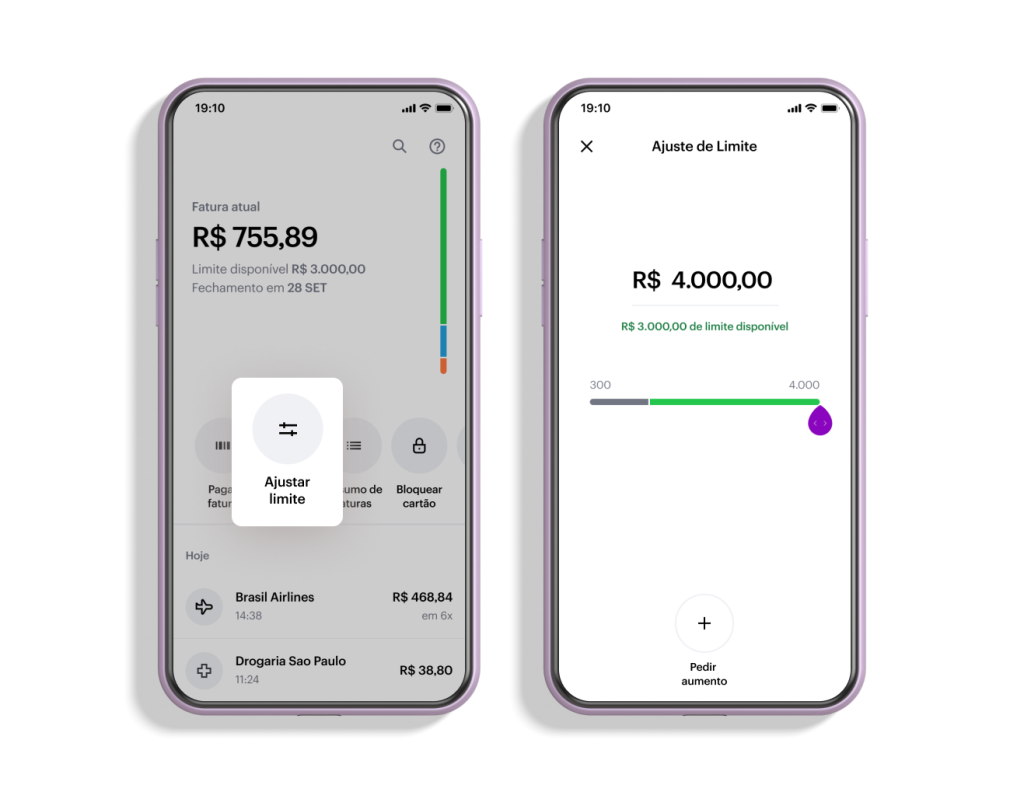 19:10
Fatura atual
R$ 755,89
Limite disponível R$ 3.000,00
Fechamento em 28 SET
Ajustar
limite
Paga
fatur
umo de
turas
Bloquear
cartão
Hoje
Brasil Airlines
R$ 468,84
14:38
em 6x
Drogaria Sao Paulo
R$ 38,80
11:24
19:10
Ajuste de Limite
R$ 4.000,00
R$ 3.000,00 de limite disponível
300
4.000
Pedir
aumento